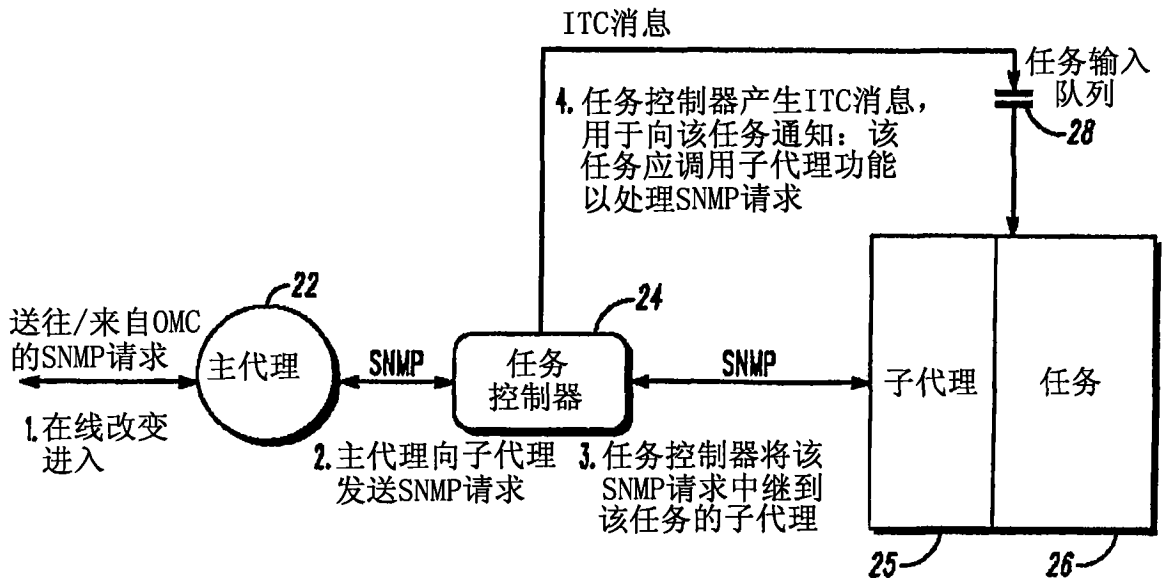 ITC消息
任务输入
队列
28
4. 任务控制器产生ITC消息,
用于向该任务通知: 该
任务应调用子代理功能
以处理SNMP请求
22
24
送往/来自OMC
的SNMP请求
主代理
SNMP
任务
控制器
SNMP
子代理
任务
1. 在线改变
进入
2. 主代理向子代理
发送SNMP请求
3. 任务控制器将该
SNMP请求中继到
该任务的子代理
25
26